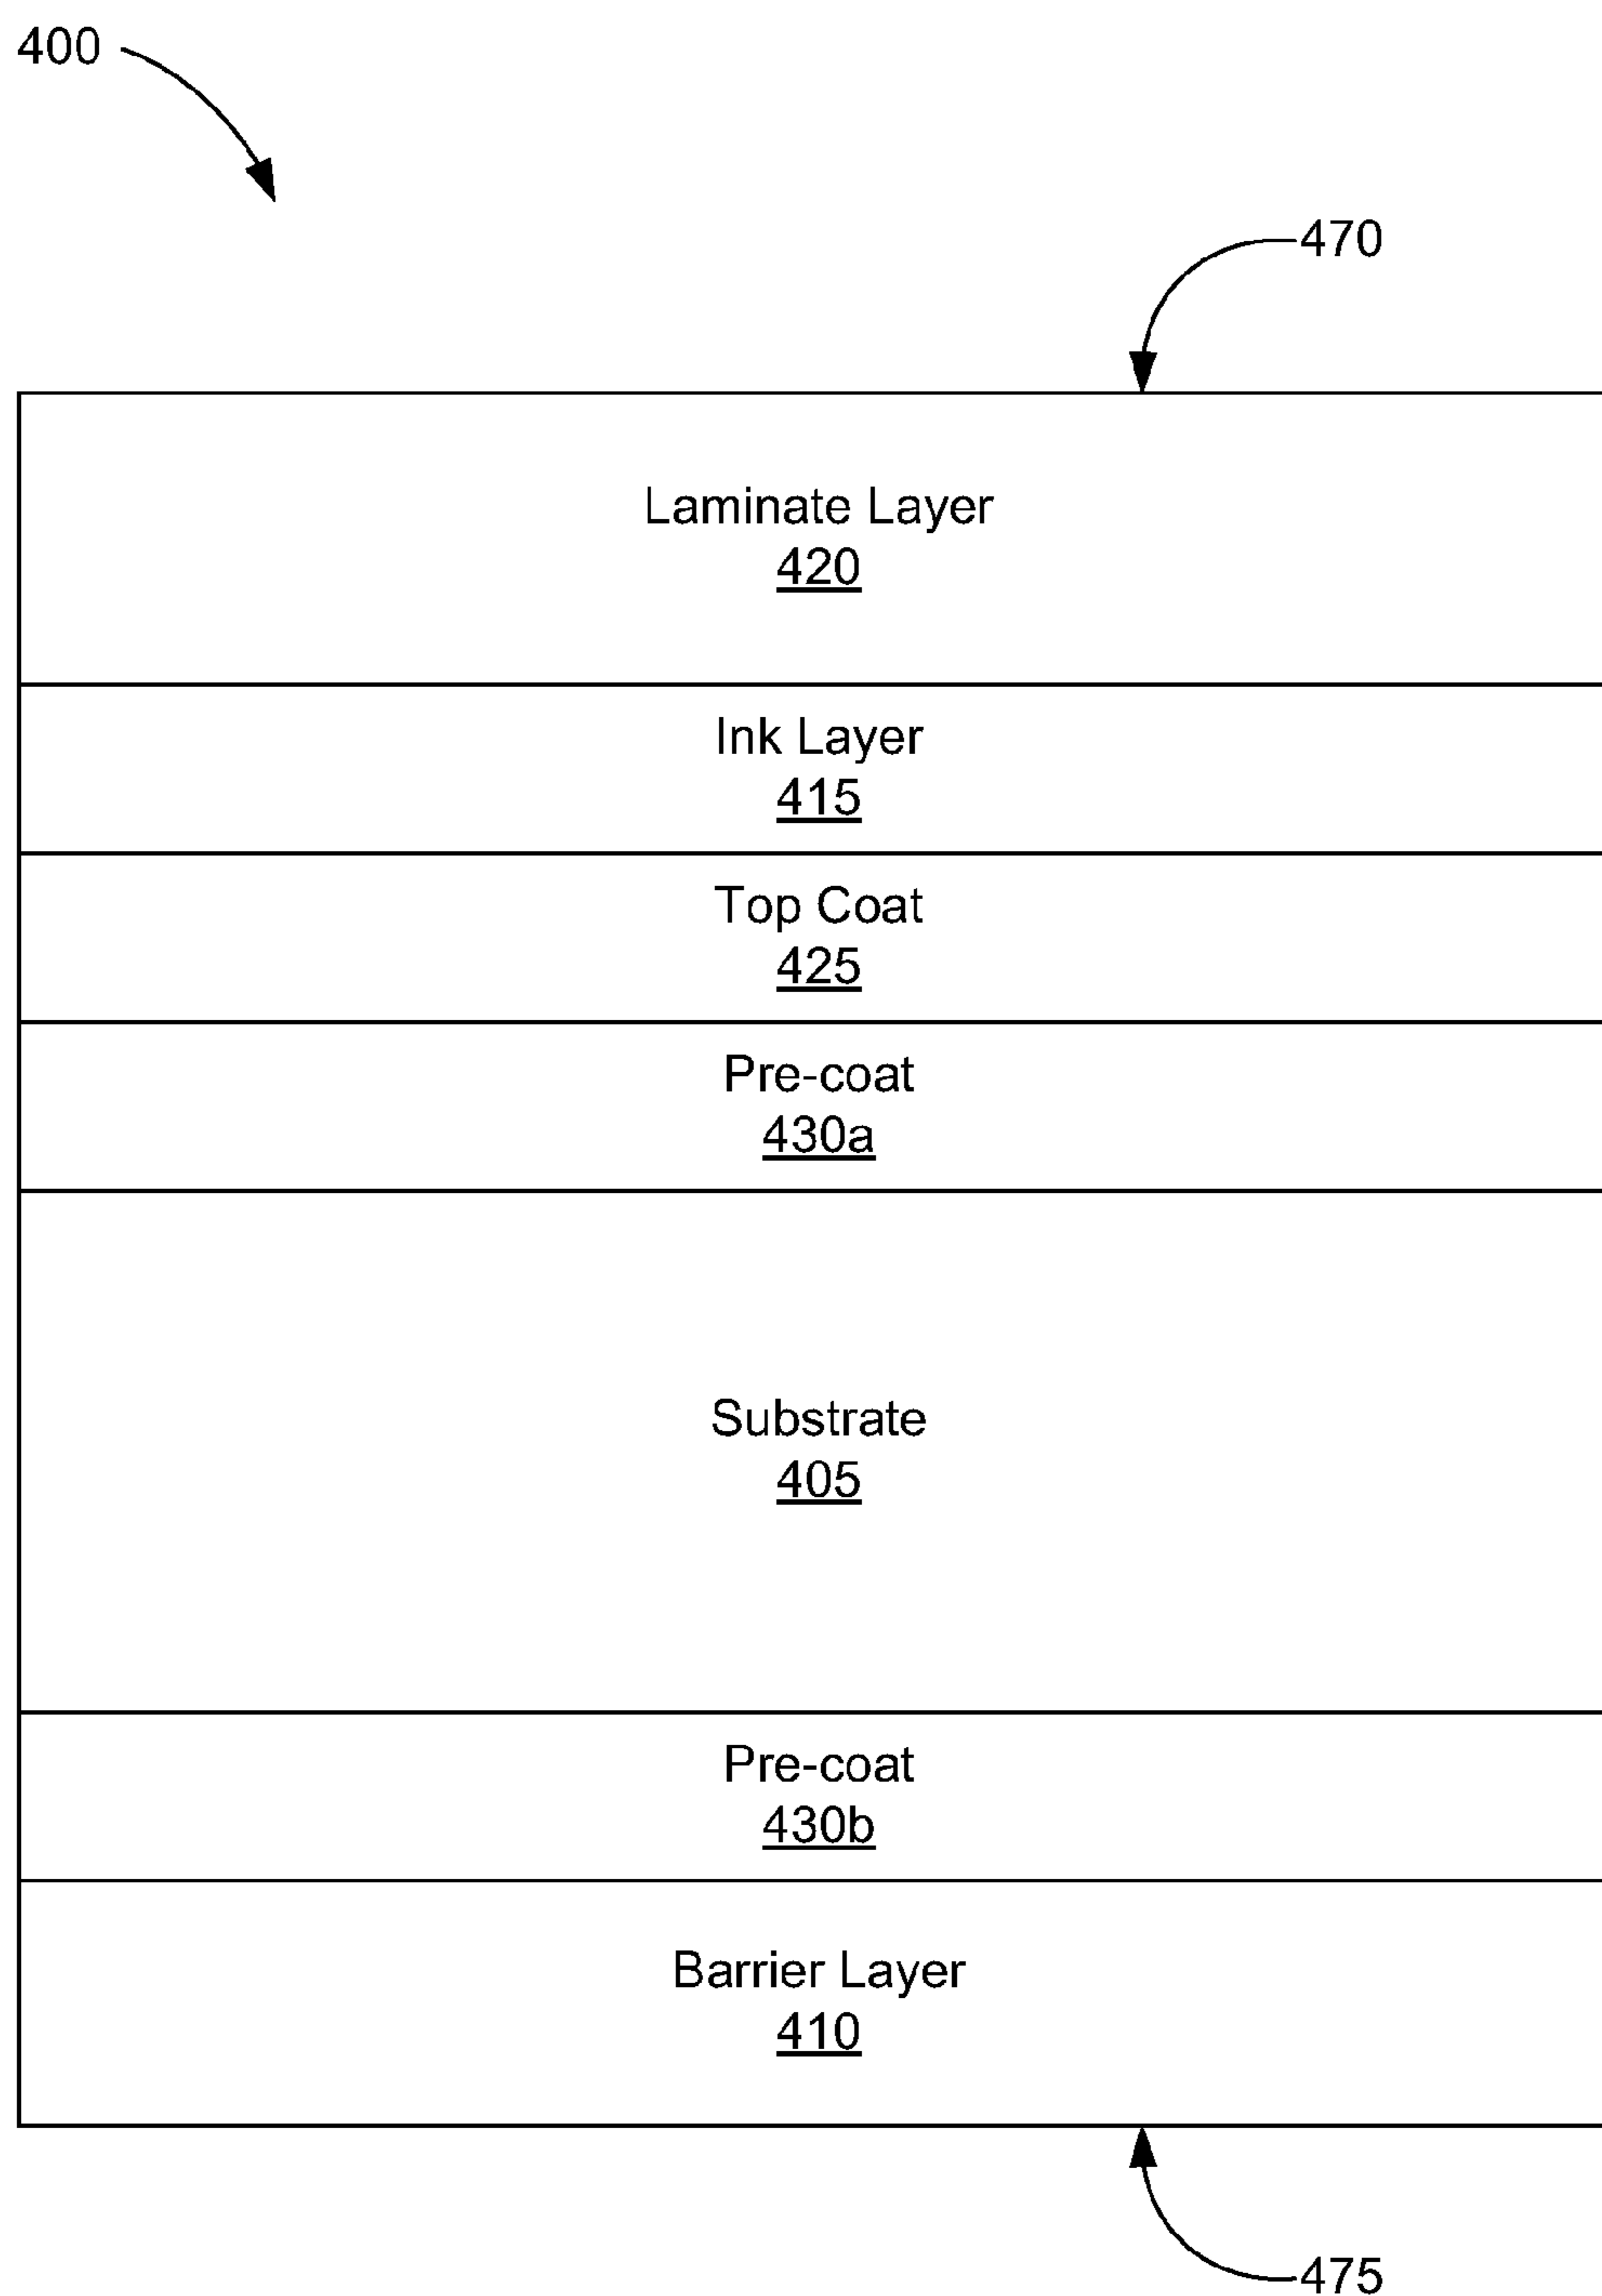 400
470
Laminate Layer
420
Ink Layer
415
Top Coat
425
Pre-coat
430a
Substrate
405
Pre-coat
430b
Barrier Layer
410
475